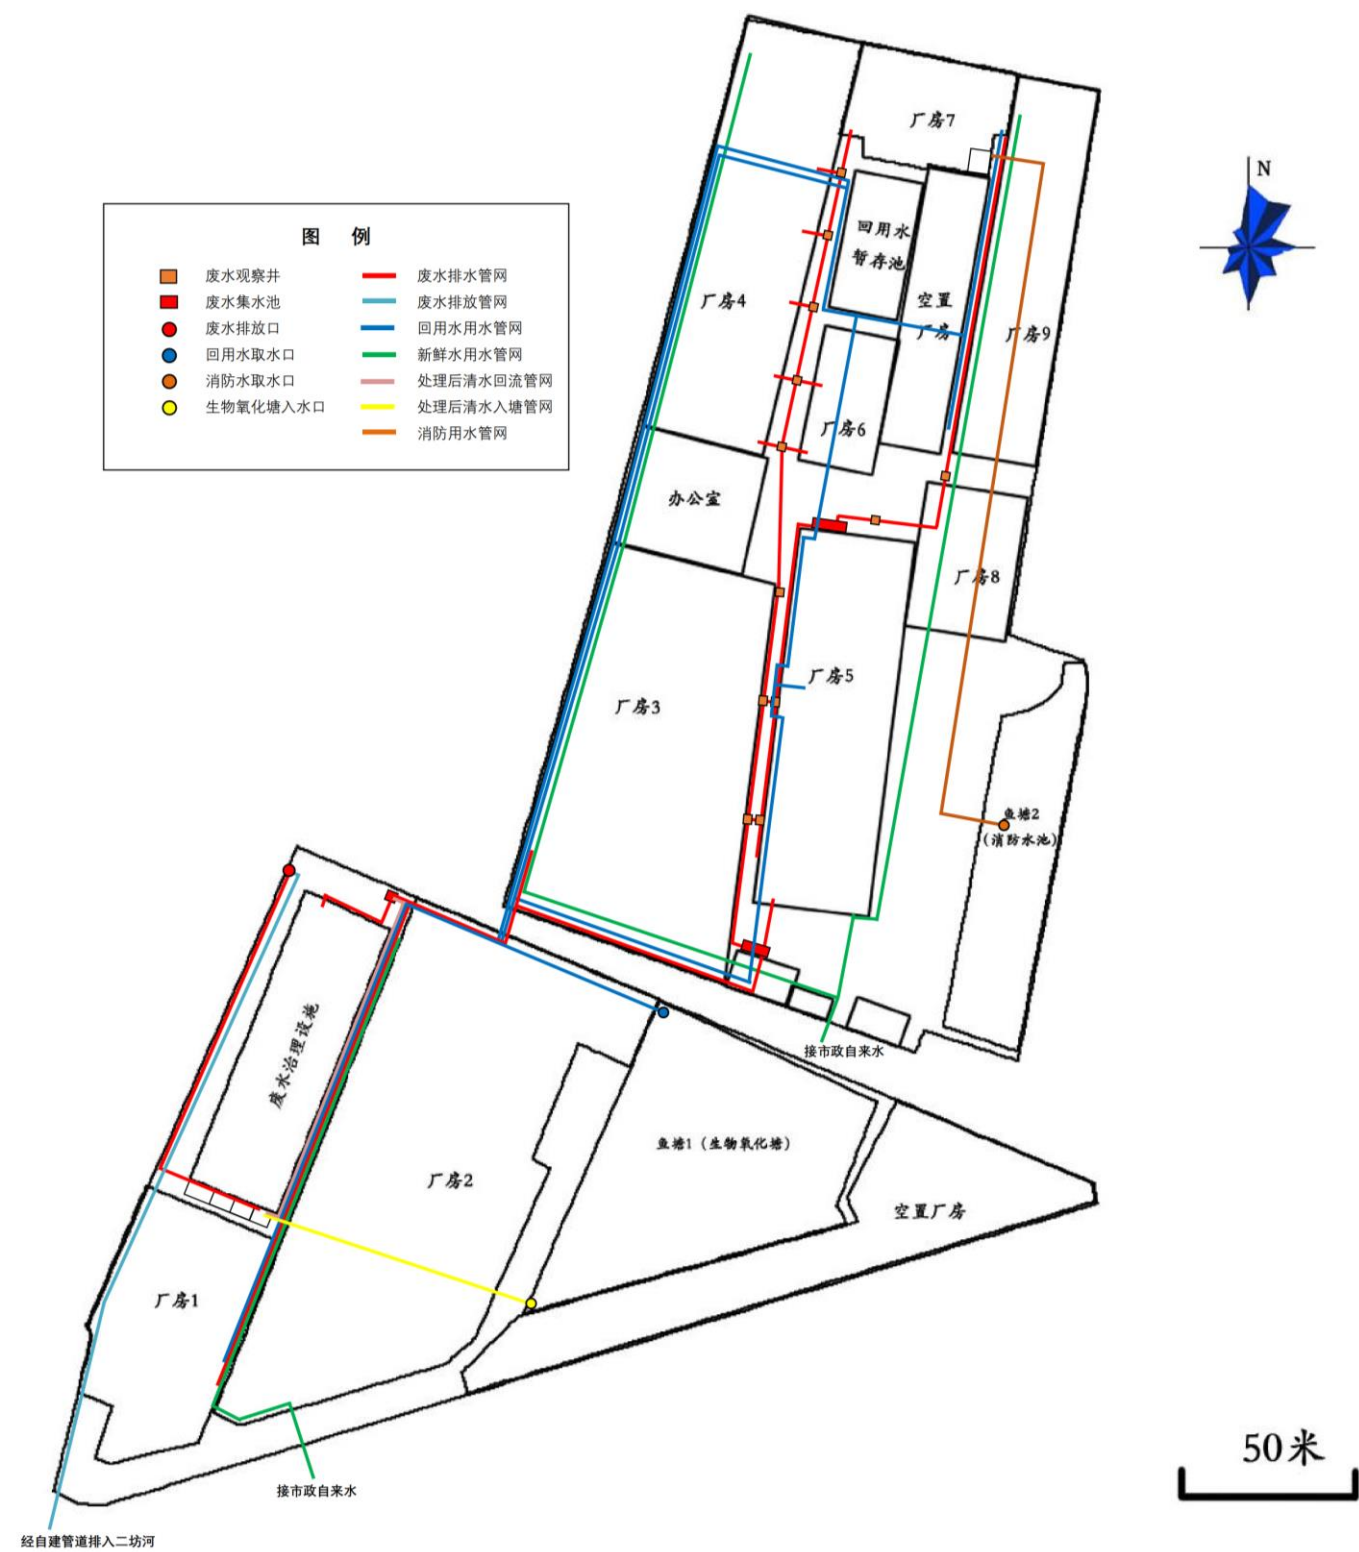 厂房7
N
回用水
暂存池
图 例
废水观察井
废水排水管网
废水集水池
废水排放管网
废水排放口
回用水用水管网
回用水取水口
新鲜水用水管网
消防水取水口
处理后清水回流管网
生物氧化塘入水口
处理后清水入塘管网
消防用水管网
厂房4
空置
厂房
厂房9
厂房6
办公室
厂房8
厂房5
厂房3
鱼塘2
(消防水池)
接市政自来水
废水治理设施
鱼塘1（生物氧化塘）
厂房2
空置厂房
厂房1
50米
接市政自来水
经自建管道排入二坊河